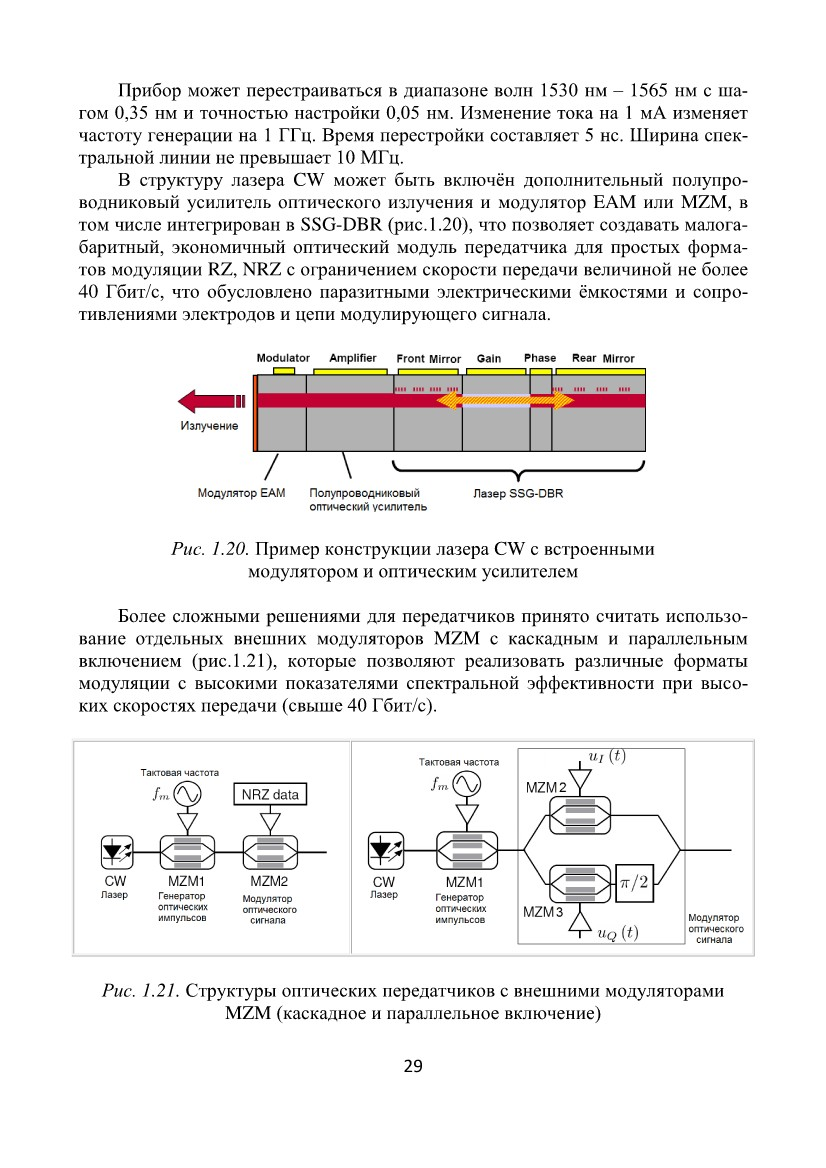 Прибор может перестраиваться в диапазоне волн 1530 нм – 1565 нм с ша-
гом 0,35 нм и точностью настройки 0,05 нм. Изменение тока на 1 мА изменяет
частоту генерации на 1 ГГц. Время перестройки составляет 5 нс. Ширина спек-
тральной линии не превышает 10 МГц.
В структуру лазера CW может быть включён дополнительный полупро-
водниковый усилитель оптического излучения и модулятор EAM или MZM, в
том числе интегрирован в SSG-DBR (рис.1.20), что позволяет создавать малога-
баритный, экономичный оптический модуль передатчика для простых форма-
тов модуляции RZ, NRZ с ограничением скорости передачи величиной не более
40 Гбит/с, что обусловлено паразитными электрическими ёмкостями и сопро-
тивлениями электродов и цепи модулирующего сигнала.
Modulator Amplifier Front Mirror Gain Phase Rear Mirror
Излучение
Модулятор EAM Полупроводниковый Лазер SSG-DBR
оптический усилитель
Рис. 1.20. Пример конструкции лазера CW с встроенными
модулятором и оптическим усилителем
Более сложными решениями для передатчиков принято считать использо-
вание отдельных внешних модуляторов MZM с каскадным и параллельным
включением (рис.1.21), которые позволяют реализовать различные форматы
модуляции с высокими показателями спектральной эффективности при высо-
ких скоростях передачи (свыше 40 Гбит/с).
Тактовая частота
fm
NRZ data
CW
Лазер
MZM1
Генератор
оптических
импульсов
MZM2
Модулятор
оптического
сигнала
Тактовая частота
fm
CW
Лазер
MZM1
Генератор
оптических
импульсов
uI (t)
MZM 2
π/2
MZM 3
uQ (t)
Модулятор
оптического
сигнала
Рис. 1.21. Структуры оптических передатчиков с внешними модуляторами
MZM (каскадное и параллельное включение)
29